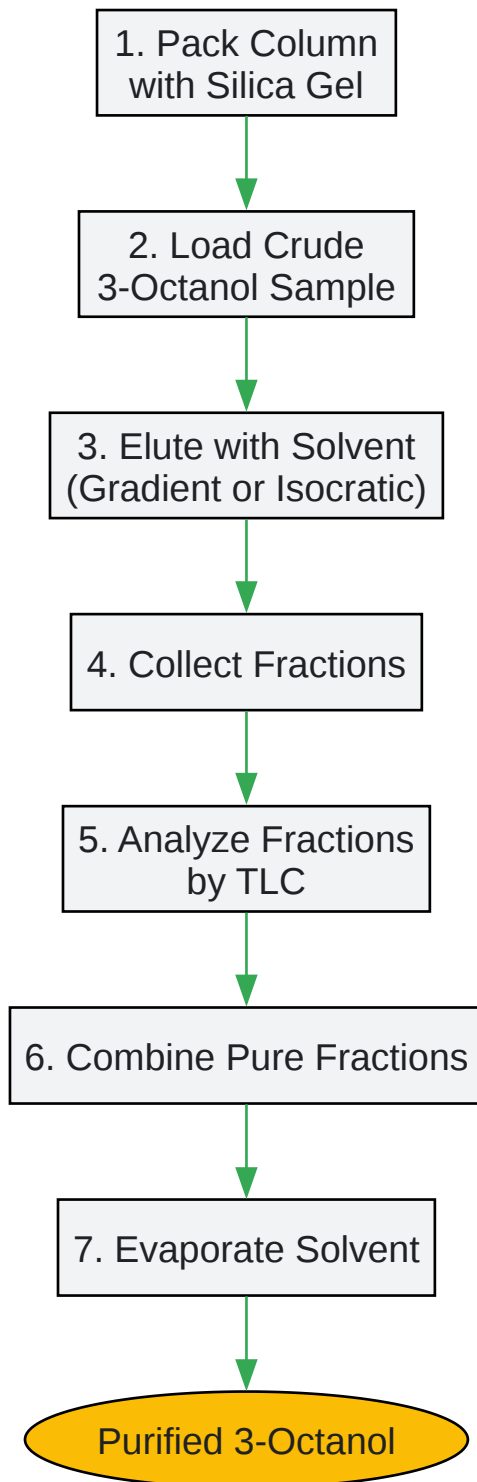 1. Pack Column
with Silica Gel
2. Load Crude
3-Octanol Sample
3. Elute with Solvent
(Gradient or Isocratic)
4. Collect Fractions
5. Analyze Fractions
by TLC
6. Combine Pure Fractions
7. Evaporate Solvent
Purified 3-Octanol